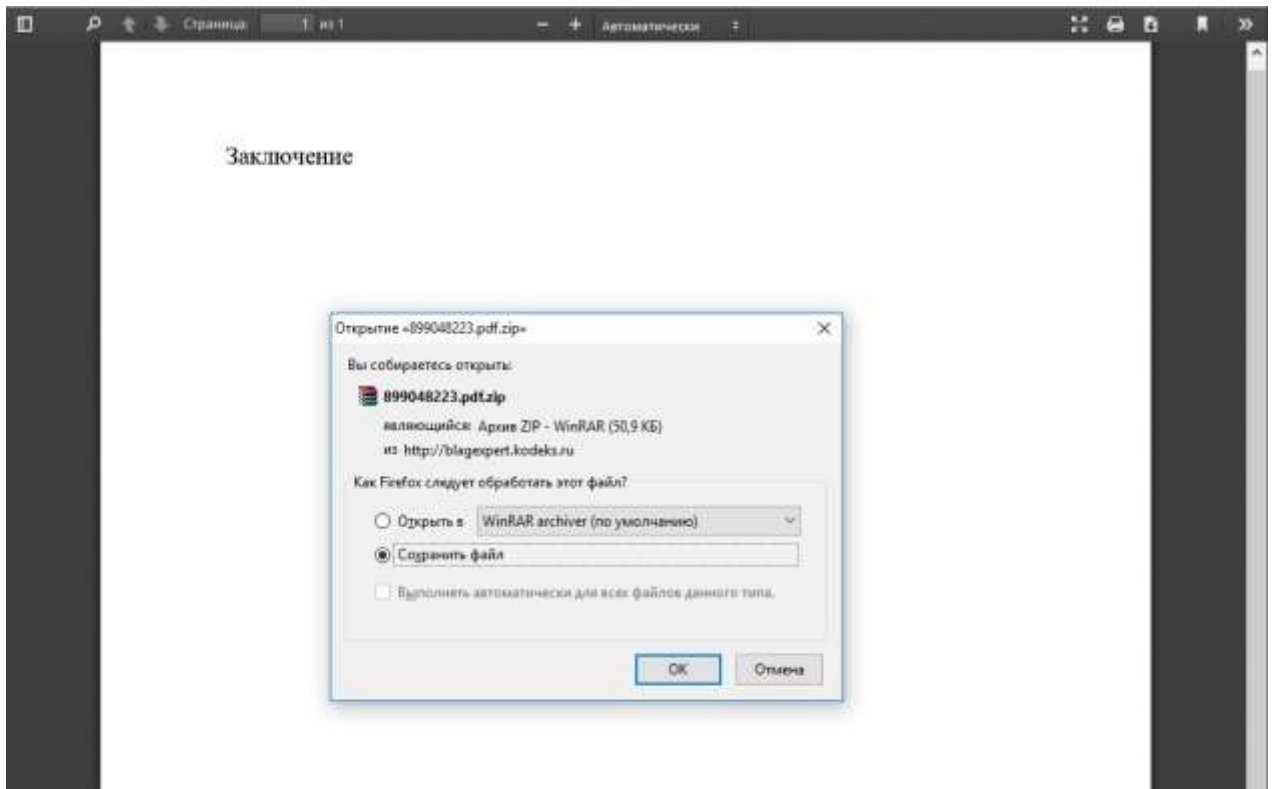 Страница: 1 из 1 − + Автоматически
Заключение
Открытие «899048223.pdf.zip»
Вы собираетесь открыть:
899048223.pdf.zip
являющийся: Архив ZIP - WinRAR (50,9 КБ)
из http://blagexpert.kodeks.ru
Как Firefox следует обработать этот файл?
Открыть в WinRAR archiver (по умолчанию)
Сохранить файл
Выполнять автоматически для всех файлов данного типа.
OK Отмена